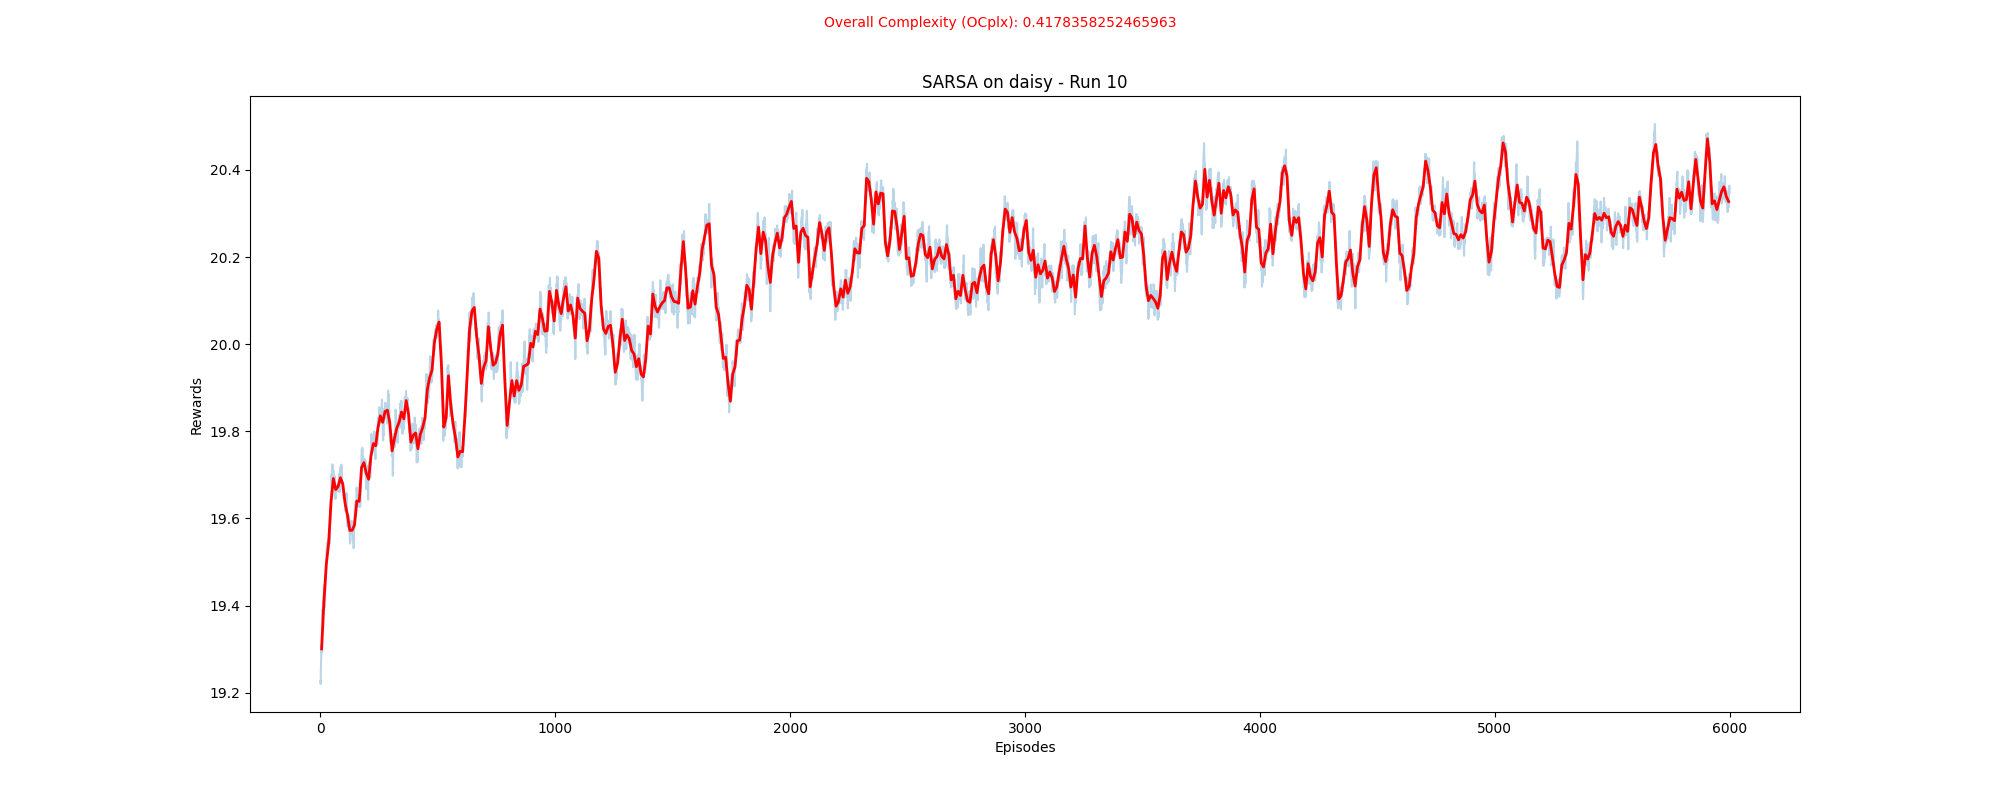 Overall Complexity (OCplx): 0.4178358252465963
SARSA on daisy - Run 10
Rewards
20.4
20.2
20.0
19.8
19.6
19.4
19.2
0 1000 2000 3000 4000 5000 6000
Episodes